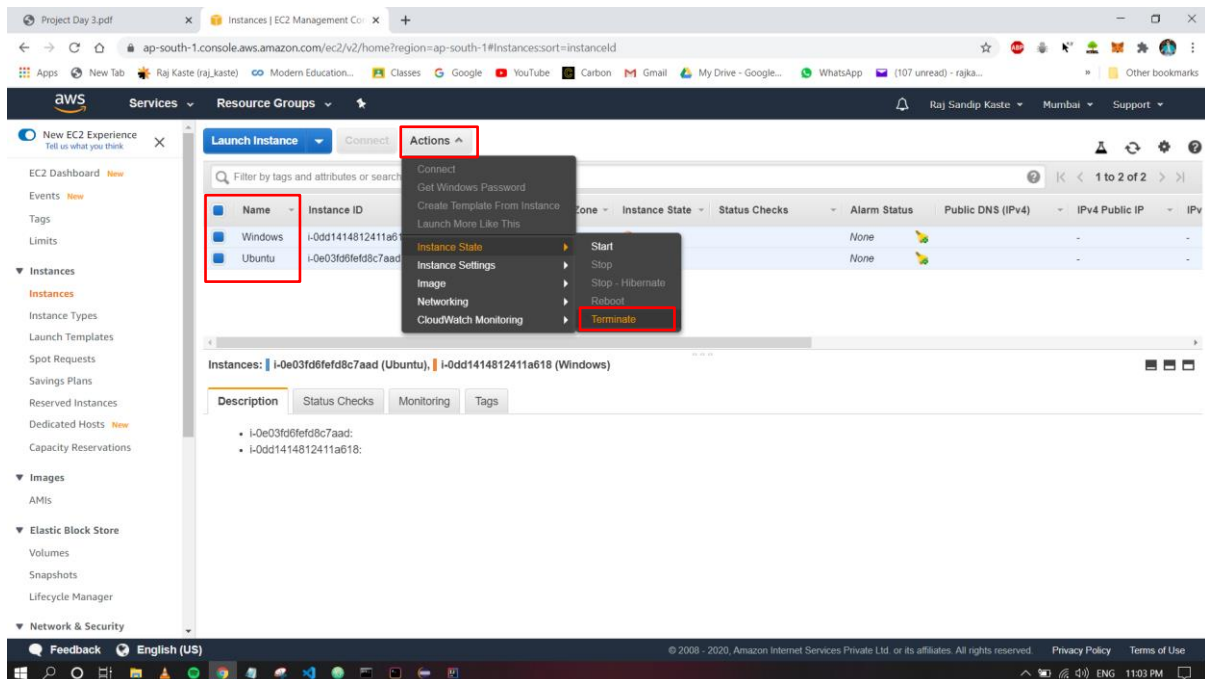 Project Day 3.pdf
Instances | EC2 Management Con
ap-south-1.console.aws.amazon.com/ec2/v2/home?region=ap-south-1#Instances:sort=instanceId
ABP
Apps New Tab Raj Kaste (raj_kaste) Modern Education... Classes Google YouTube Carbon Gmail My Drive - Google... WhatsApp (107 unread) - rajka... » Other bookmarks
aws Services Resource Groups Raj Sandip Kaste Mumbai Support
New EC2 Experience
Tell us what you think
Launch Instance Connect Actions
EC2 Dashboard New
Events New
Tags
Limits
Instances
Instances
Instance Types
Launch Templates
Spot Requests
Savings Plans
Reserved Instances
Dedicated Hosts New
Capacity Reservations
Images
AMIs
Elastic Block Store
Volumes
Snapshots
Lifecycle Manager
Network & Security
Filter by tags and attributes or search
1 to 2 of 2
Name Instance ID Zone Instance State Status Checks Alarm Status Public DNS (IPv4) IPv4 Public IP IPv
Windows i-0dd1414812411a61 None - -
Ubuntu i-0e03fd6fefd8c7aad None - -
Connect
Get Windows Password
Create Template From Instance
Launch More Like This
Instance State
Instance Settings
Image
Networking
CloudWatch Monitoring
Start
Stop
Stop - Hibernate
Reboot
Terminate
Instances: i-0e03fd6fefd8c7aad (Ubuntu), i-0dd1414812411a618 (Windows)
Description Status Checks Monitoring Tags
• i-0e03fd6fefd8c7aad:
• i-0dd1414812411a618:
Feedback English (US) © 2008 - 2020, Amazon Internet Services Private Ltd. or its affiliates. All rights reserved. Privacy Policy Terms of Use
ENG 11:03 PM